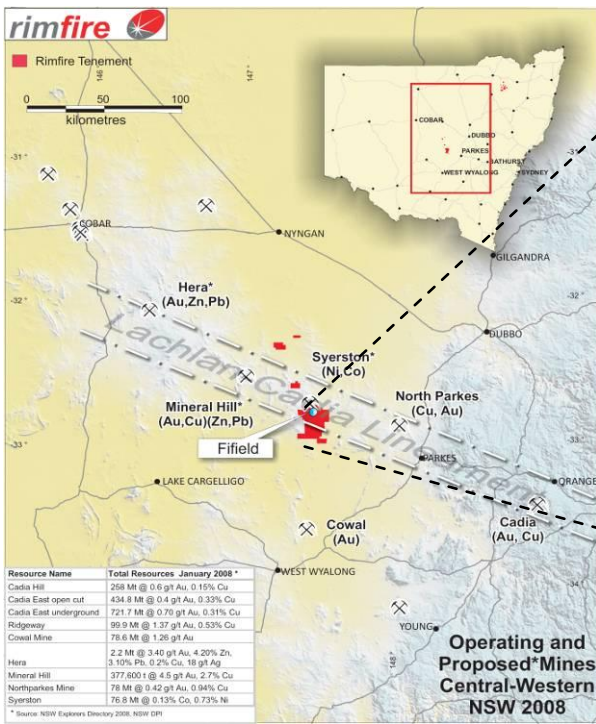 rimfire
Rimfire Tenement
146
147
0 50 100
kilometres
-31
-31
COBAR
DUBBO
PARKES
BATHURST
WEST WYALONG
SYDNEY
COBAR
NYNGAN
GILGANDRA
-32
Hera*
(Au,Zn,Pb)
-32
DUBBO
Lachlan Cadia Lineament
Syerston*
(Ni,Co)
Mineral Hill*
(Au,Cu)(Zn,Pb)
North Parkes
(Cu, Au)
Fifield
-33
-33
PARKES
LAKE CARGELLIGO
ORANGE
Cowal
(Au)
Cadia
(Au, Cu)
WEST WYALONG
-34
YOUNG
148
Resource Name Total Resources January 2008 *
Cadia Hill 258 Mt @ 0.6 g/t Au, 0.15% Cu
Cadia East open cut 434.8 Mt @ 0.4 g/t Au, 0.33% Cu
Cadia East underground 721.7 Mt @ 0.70 g/t Au, 0.31% Cu
Ridgeway 99.9 Mt @ 1.37 g/t Au, 0.53% Cu
Cowal Mine 78.6 Mt @ 1.26 g/t Au
2.2 Mt @ 3.40 g/t Au, 4.20% Zn,
Hera 3.10% Pb, 0.2% Cu, 18 g/t Ag
Mineral Hill 377,600 t @ 4.5 g/t Au, 2.7% Cu
Northparkes Mine 78 Mt @ 0.42 g/t Au, 0.94% Cu
Syerston 76.8 Mt @ 0.13% Co, 0.73% Ni
* Source: NSW Explorers Directory 2008, NSW DPI
Operating and
Proposed*Mines
Central-Western
NSW 2008